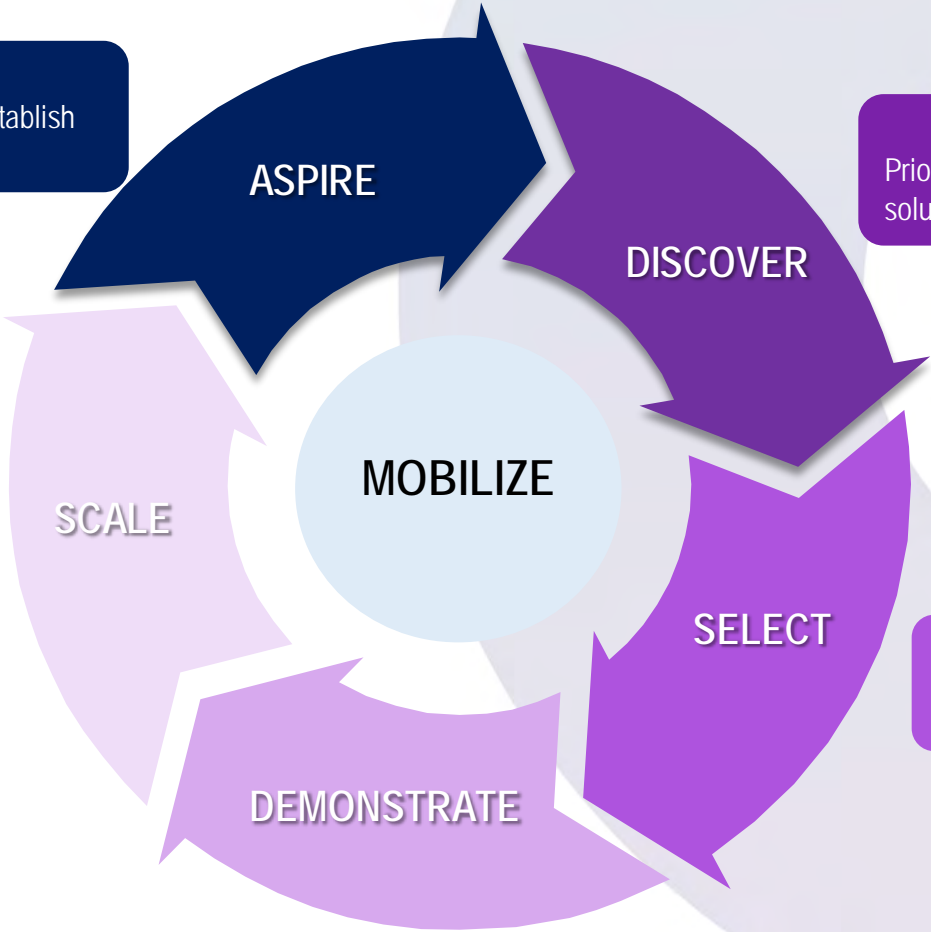 tablish
ASPIRE
Prio
solu
DISCOVER
MOBILIZE
SCALE
SELECT
DEMONSTRATE